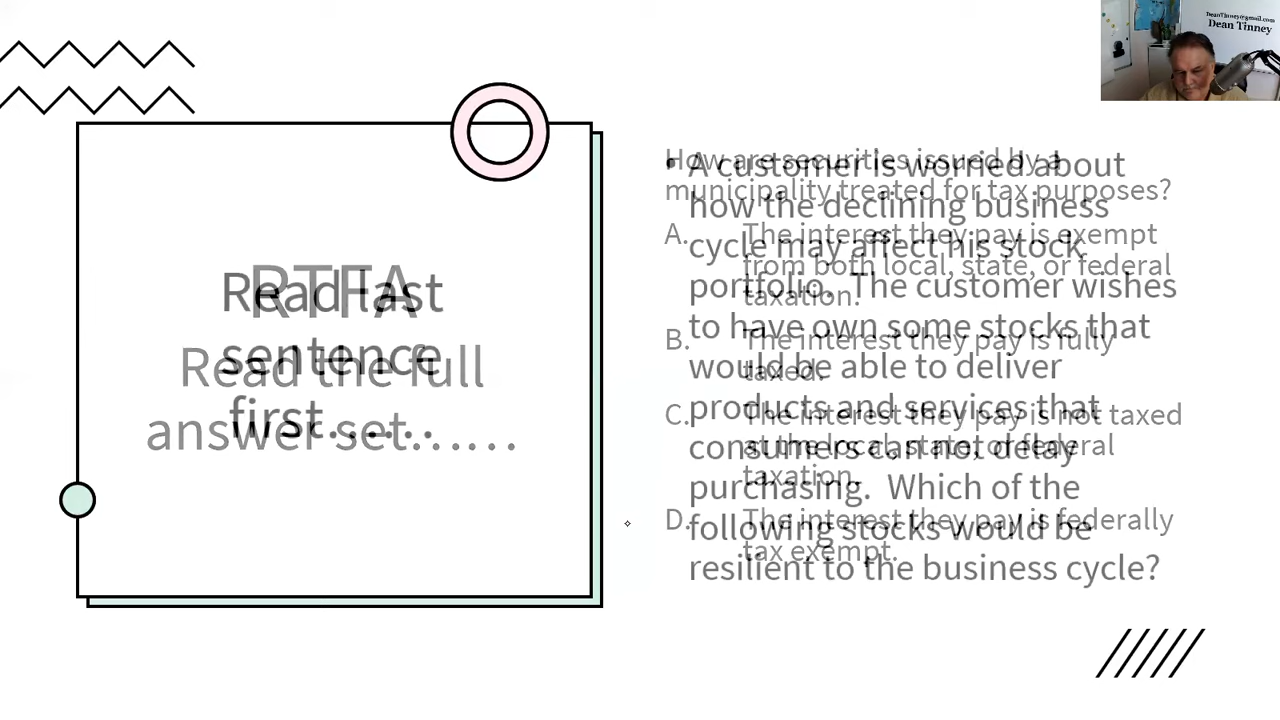 DeanTinney@gmail.com
Dean Tinney
RTFA
Read the full
answer set……
Read last
sentence
first……
How are securities issued by a
municipality treated for tax purposes?
A. The interest they pay is exempt
from both local, state, or federal
taxation.
B. The interest they pay is fully
taxed.
C. The interest they pay is not taxed
at the local, state, or federal
taxation.
D. The interest they pay is federally
tax exempt.
• A customer is worried about
how the declining business
cycle may affect his stock
portfolio. The customer wishes
to have own some stocks that
would be able to deliver
products and services that
consumers can not delay
purchasing. Which of the
following stocks would be
resilient to the business cycle?